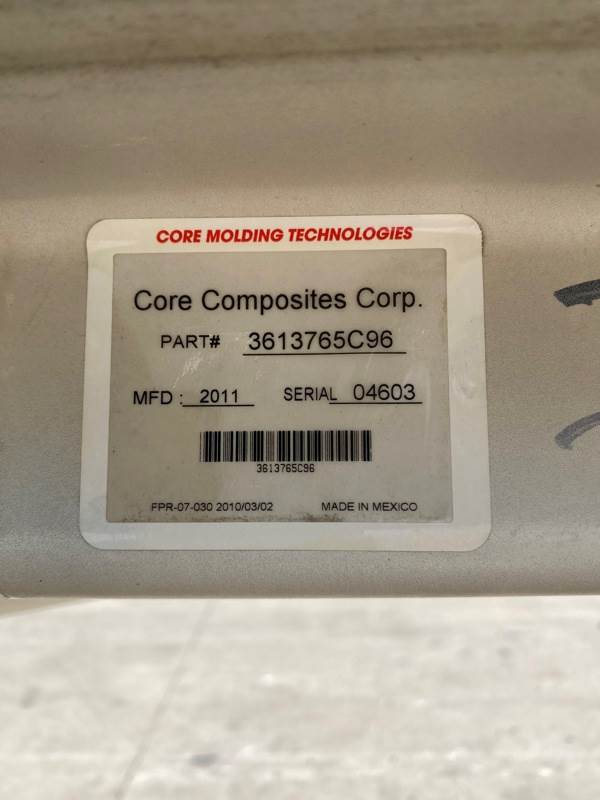 CORE MOLDING TECHNOLOGIES
Core Composites Corp.
PART# 3613765C96
MFD : 2011 SERIAL 04603
3613765C96
FPR-07-030 2010/03/02 MADE IN MEXICO